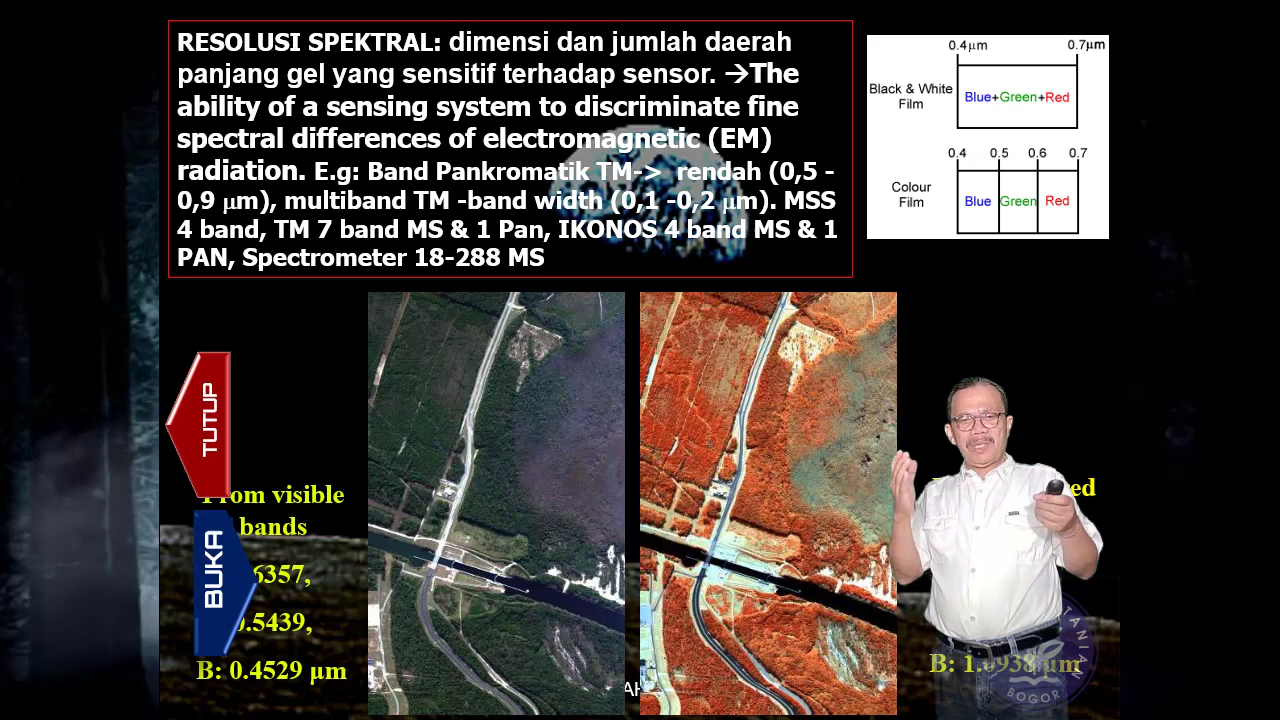 RESOLUSI SPEKTRAL: dimensi dan jumlah daerah
panjang gel yang sensitif terhadap sensor. →The
ability of a sensing system to discriminate fine
spectral differences of electromagnetic (EM)
radiation. E.g: Band Pankromatik TM-> rendah (0,5 -
0,9 μm), multiband TM -band width (0,1 -0,2 μm). MSS
4 band, TM 7 band MS & 1 Pan, IKONOS 4 band MS & 1
PAN, Spectrometer 18-288 MS
0.4μm 0.7μm
Black & White
Film
Blue+Green+Red
0.4 0.5 0.6 0.7
Colour
Film
Blue Green Red
TUTUP
BUKA
From visible
bands
6357,
0.5439,
B: 0.4529 μm
BOGOR